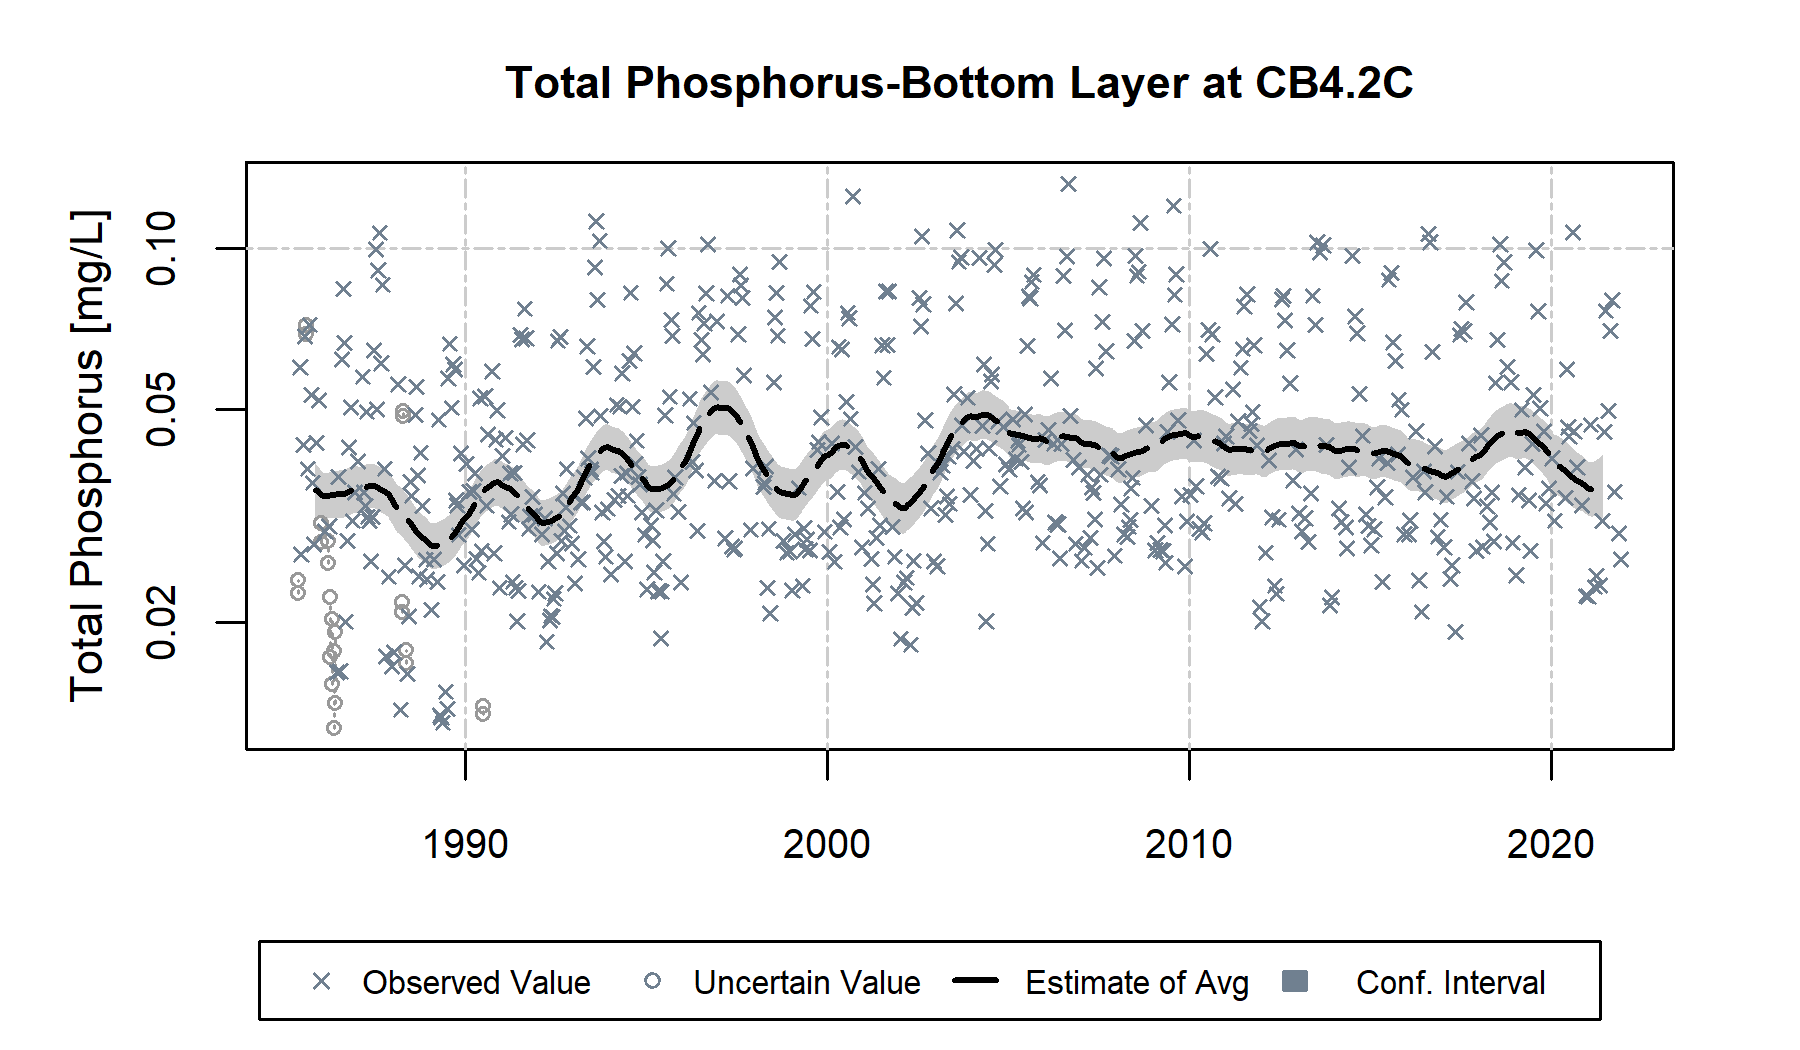 Total Phosphorus-Bottom Layer at CB4.2C
Total Phosphorus [mg/L]
0.10
0.05
0.02
1990 2000 2010 2020
Observed Value Uncertain Value Estimate of Avg Conf. Interval